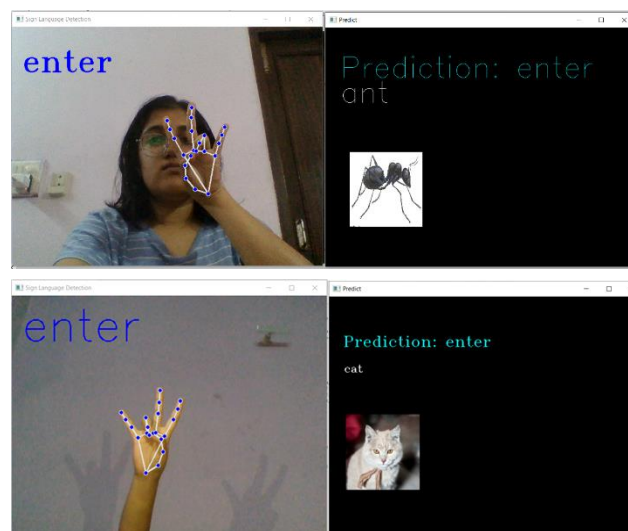 Sign Language Detection
enter
Predict
Prediction: enter
ant
Sign Language Detection
enter
Predict
Prediction: enter
cat